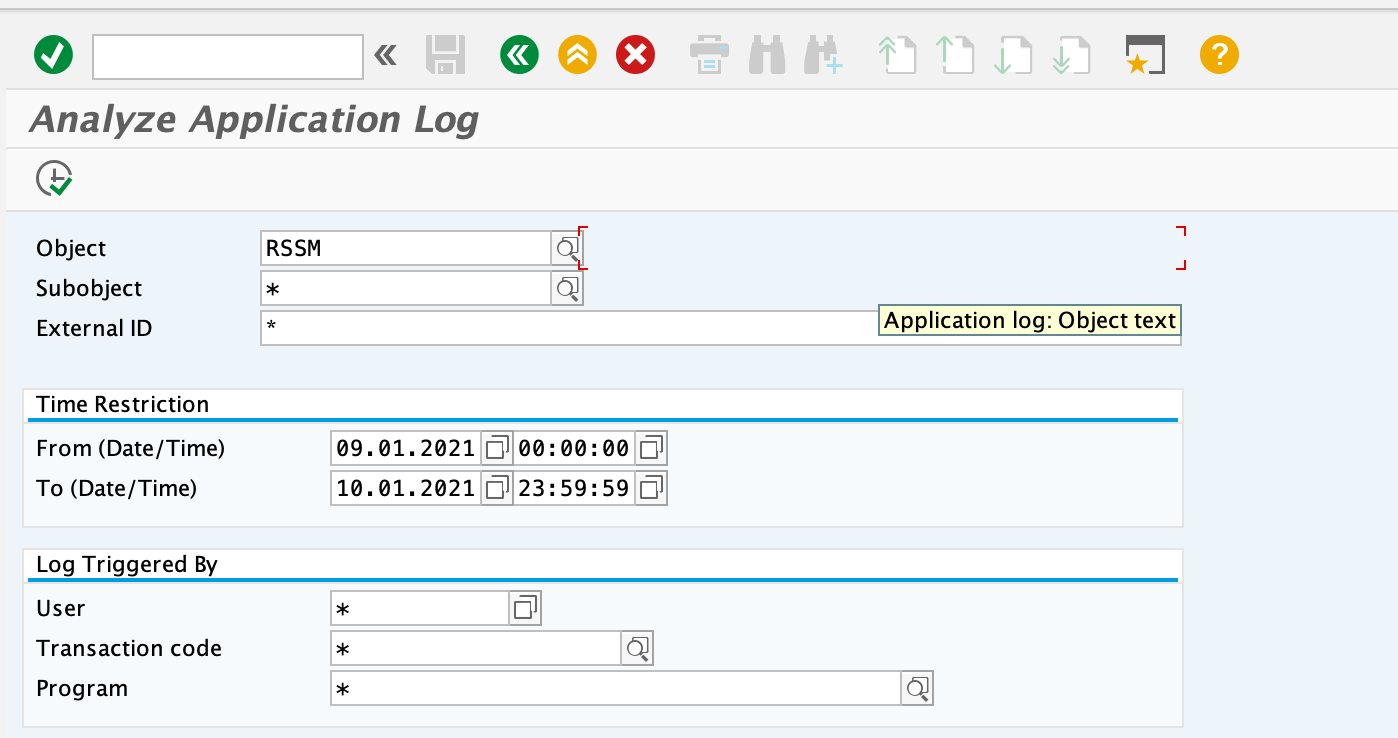 Analyze Application Log
Object RSSM
Subobject *
External ID *
Application log: Object text
Time Restriction
From (Date/Time) 09.01.2021 00:00:00
To (Date/Time) 10.01.2021 23:59:59
Log Triggered By
User *
Transaction code *
Program *